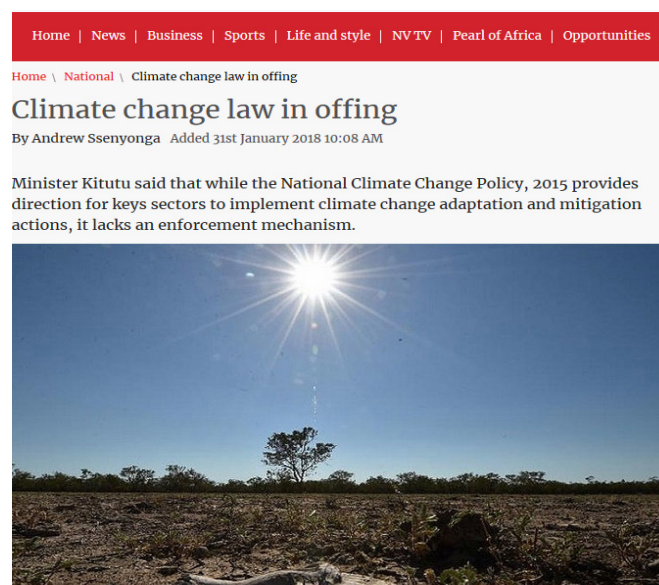 Home | News | Business | Sports | Life and style | NV TV | Pearl of Africa | Opportunities
Home \ National \ Climate change law in offing
Climate change law in offing
By Andrew Ssenyonga Added 31st January 2018 10:08 AM
Minister Kitutu said that while the National Climate Change Policy, 2015 provides
direction for keys sectors to implement climate change adaptation and mitigation
actions, it lacks an enforcement mechanism.